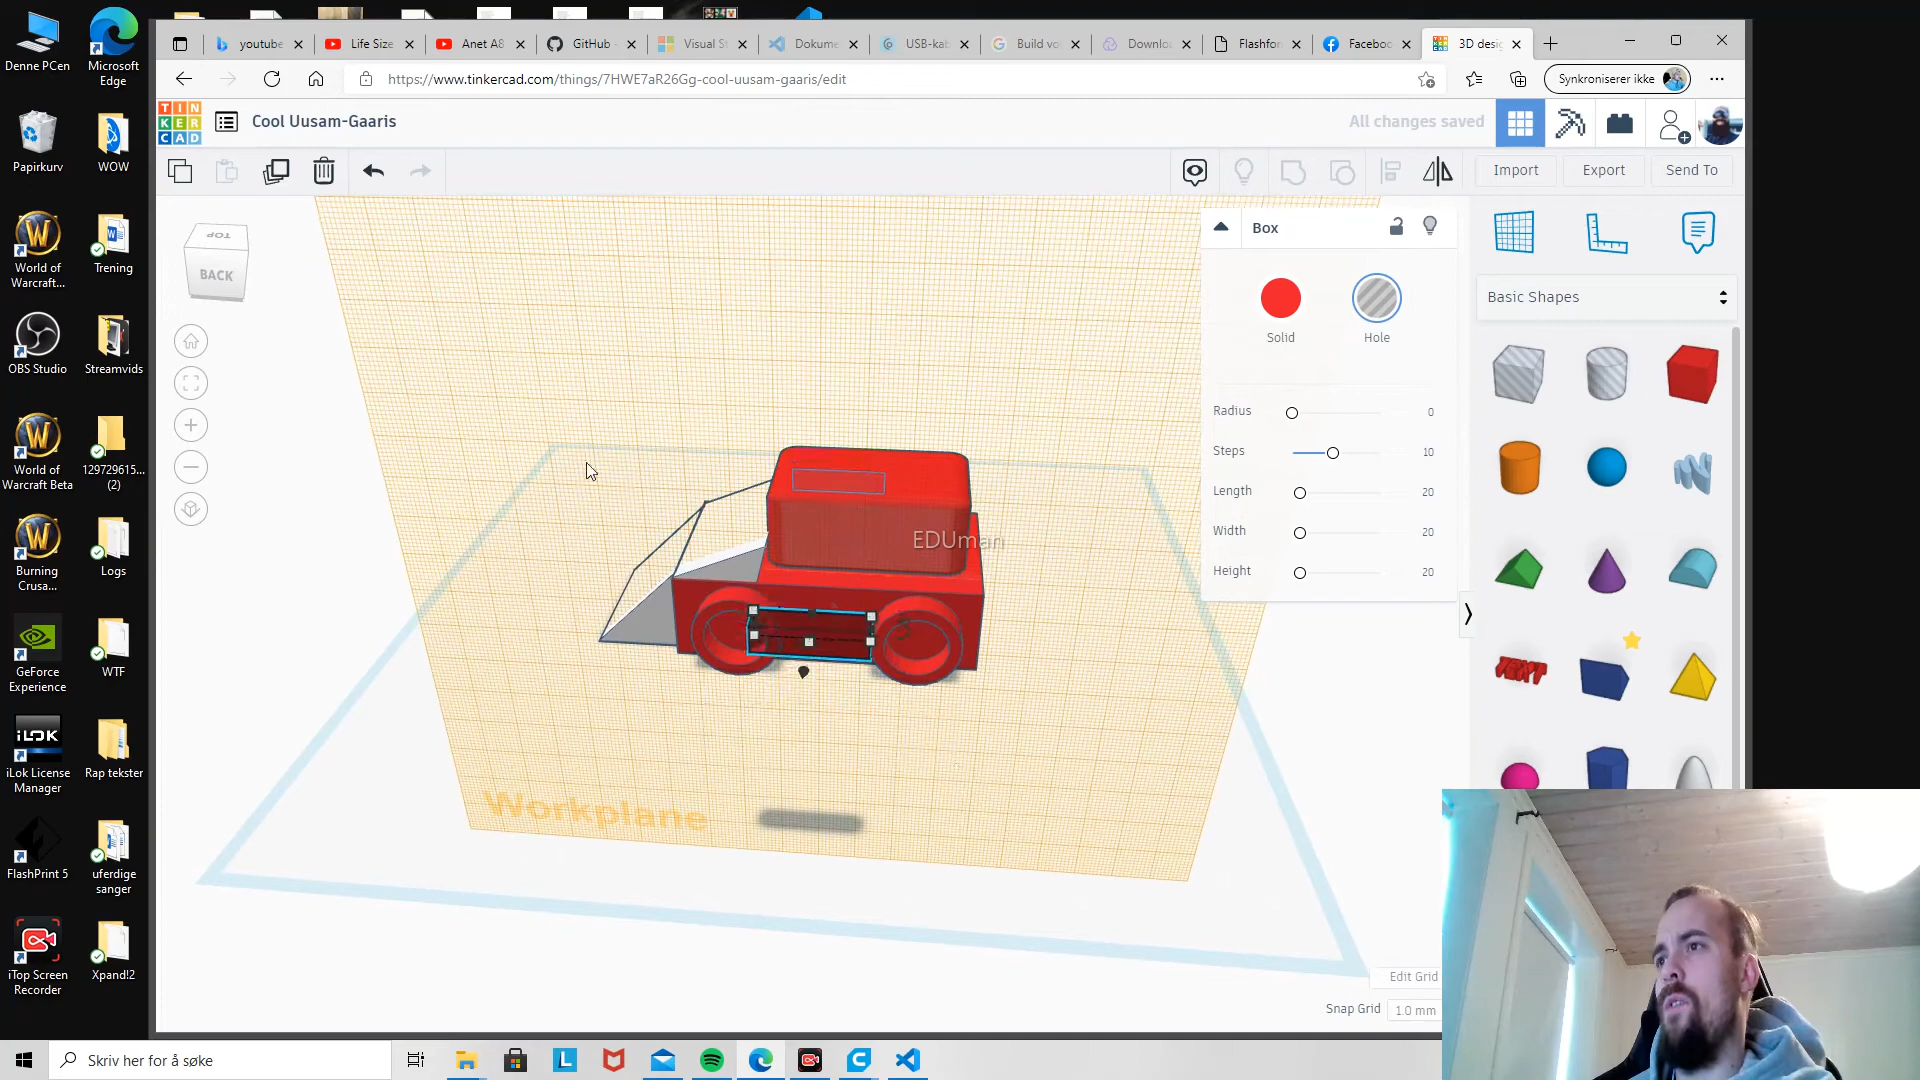 Denne PCen
Microsoft
Edge
Papirkurv
WOW
World of
Warcraft...
Trening
OBS Studio
Streamvids
World of
Warcraft Beta
129729615...
(2)
Burning
Crusa...
Logs
GeForce
Experience
WTF
iLOK
iLok License
Manager
Rap tekster
FlashPrint 5
uferdige
sanger
iTop Screen
Recorder
Xpand!2
youtube
Life Size
Anet A8
GitHub -
Visual S
Dokume
USB-kab
Build vo
Downloa
Flashfor
Faceboo
3D desig
https://www.tinkercad.com/things/7HWE7aR26Gg-cool-uusam-gaaris/edit
Synkroniserer ikke
TIN
KER
CAD
Cool Uusam-Gaaris
All changes saved
Import
Export
Send To
TOP
BACK
Box
Solid
Hole
Radius 0
Steps 10
Length 20
Width 20
Height 20
Basic Shapes
TEXT
EDUman
Workplane
Edit Grid
Snap Grid 1.0 mm
Skriv her for å søke